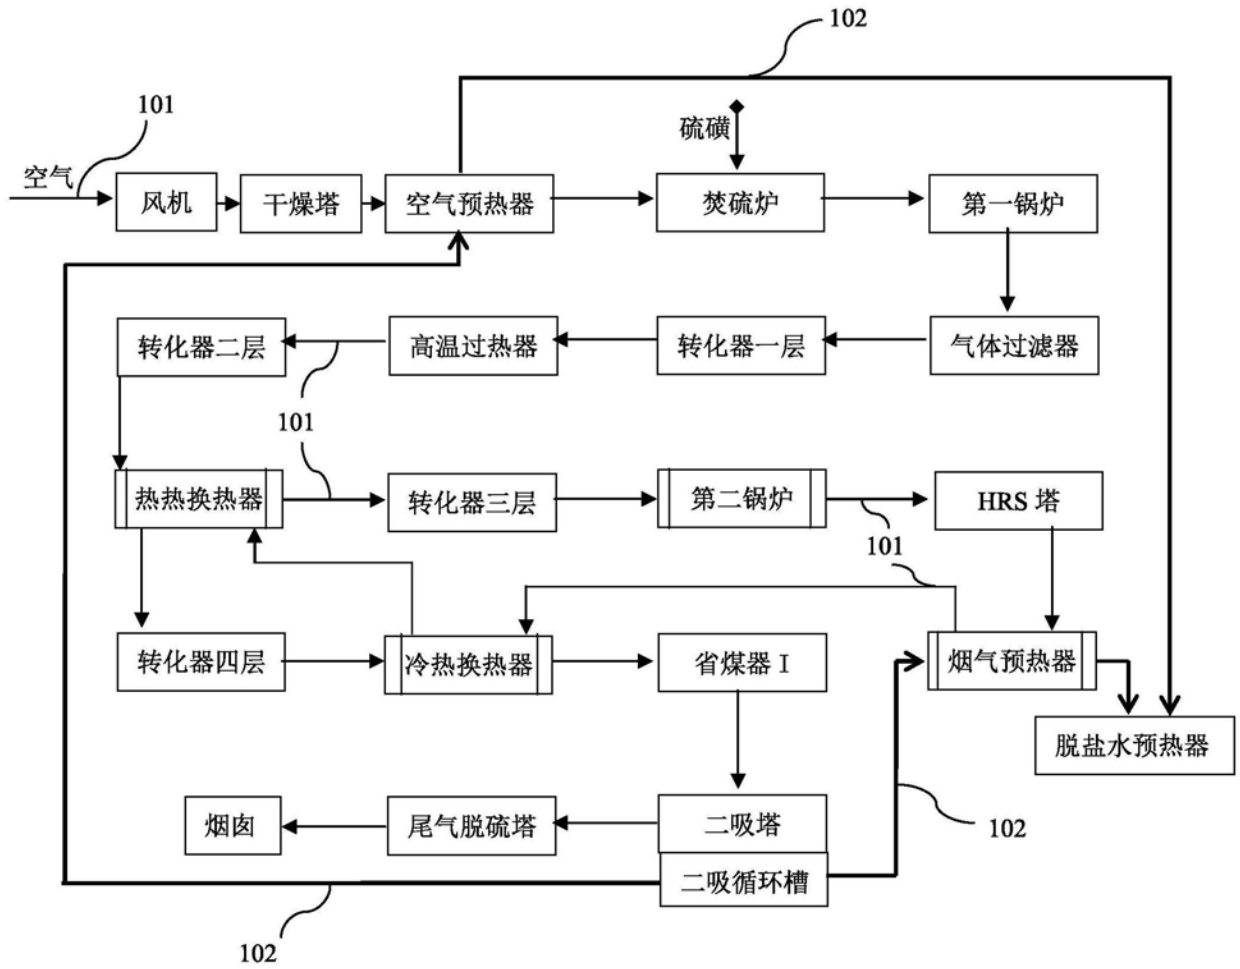 102
101
硫磺
空气
风机
干燥塔
空气预热器
焚硫炉
第一锅炉
转化器二层
高温过热器
转化器一层
气体过滤器
101
热热换热器
转化器三层
第二锅炉
HRS 塔
101
转化器四层
冷热换热器
省煤器 I
烟气预热器
脱盐水预热器
烟囱
尾气脱硫塔
二吸塔
102
二吸循环槽
102